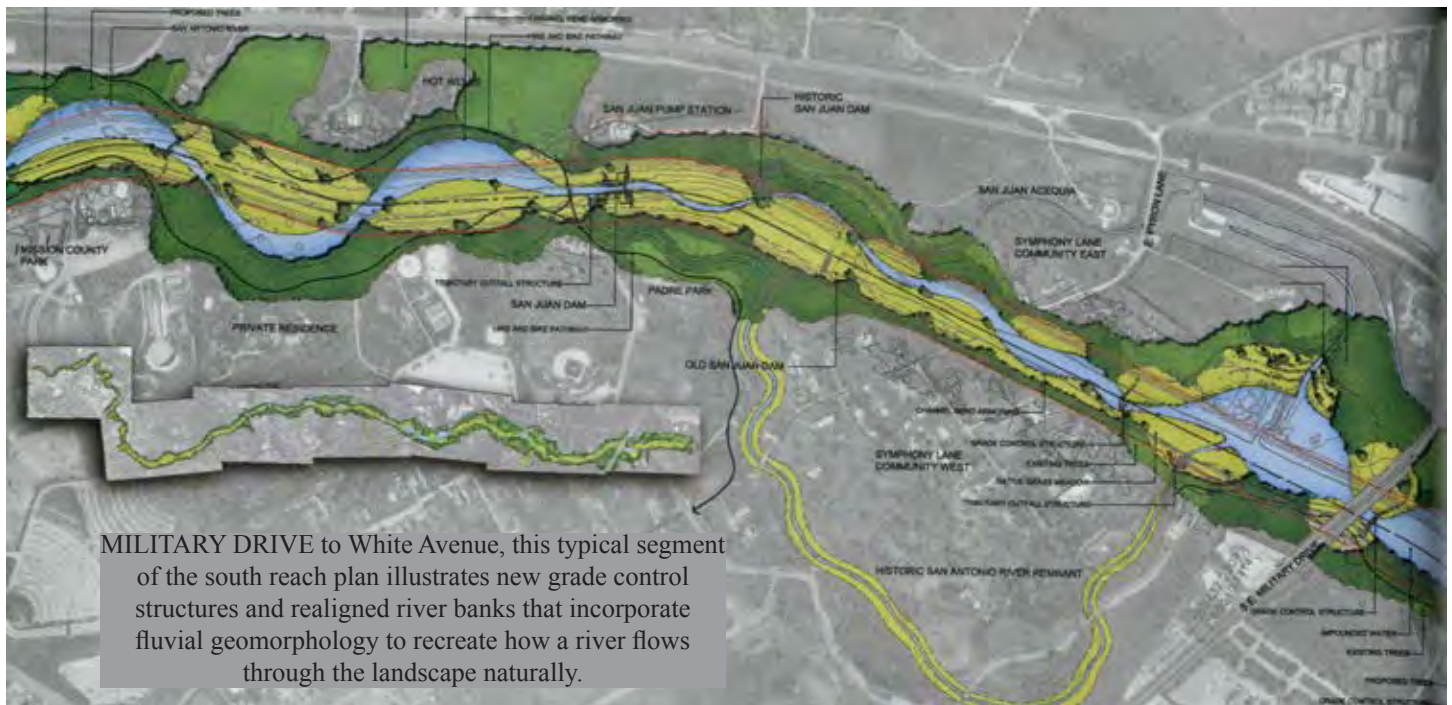 PROPOSED TREES
SAN ANTONIO RIVER
CHANNEL BEND ARMORING
HIKE AND BIKE PATHWAY
SAN JUAN PUMP STATION
HISTORIC
SAN JUAN DAM
SAN JUAN ACEQUIA
E. PYRON LANE
SYMPHONY LANE
COMMUNITY EAST
MISSION COUNTY
PARK
TRIBUTARY OUTFALL STRUCTURE
SAN JUAN DAM
HIKE AND BIKE PATHWAY
PADRE PARK
PRIVATE RESIDENCE
OLD SAN JUAN DAM
CHANNEL BEND ARMORING
GRADE CONTROL STRUCTURE
SYMPHONY LANE
COMMUNITY WEST
EXISTING TREES
NATIVE GRASS MEADOW
TRIBUTARY OUTFALL STRUCTURE
HISTORIC SAN ANTONIO RIVER REMNANT
S.E. MILITARY DRIVE
GRADE CONTROL STRUCTURE
IMPOUNDED WATER
EXISTING TREES
PROPOSED TREES
GRADE CONTROL STRUCTURE
MILITARY DRIVE to White Avenue, this typical segment
of the south reach plan illustrates new grade control
structures and realigned river banks that incorporate
fluvial geomorphology to recreate how a river flows
through the landscape naturally.